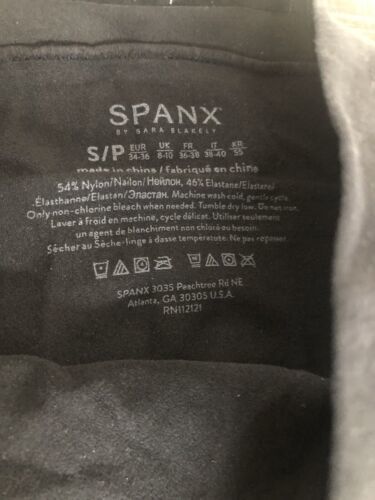 SPANX®
BY SARA BLAKELY
S/P EUR 34-36 UK 8-10 FR 36-38 IT 38-40 KR 55
made in china / fabriqué en chine
54% Nylon/Nailon/Нейлон, 46% Elastane/Elastane/
Élasthanne/Elastan/Эластан. Machine wash cold, gentle cycle.
Only non-chlorine bleach when needed. Tumble dry low. Do not iron.
Laver à froid en machine, cycle délicat. Utiliser seulement
un agent de blanchiment non chloré au besoin.
Sécher au Sèche-linge à basse température. Ne pas repasser.
SPANX 3035 Peachtree Rd NE
Atlanta, GA 30305 U.S.A.
RN112121